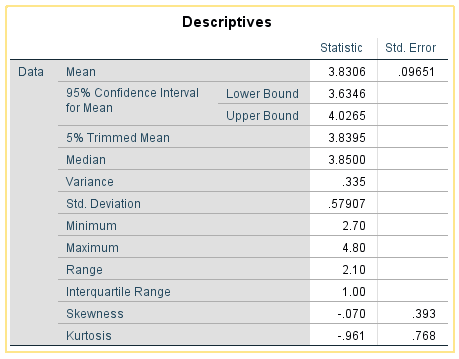 Descriptives
Statistic Std. Error
Data Mean 3.8306 .09651
95% Confidence Interval for Mean Lower Bound 3.6346
Upper Bound 4.0265
5% Trimmed Mean 3.8395
Median 3.8500
Variance .335
Std. Deviation .57907
Minimum 2.70
Maximum 4.80
Range 2.10
Interquartile Range 1.00
Skewness -.070 .393
Kurtosis -.961 .768